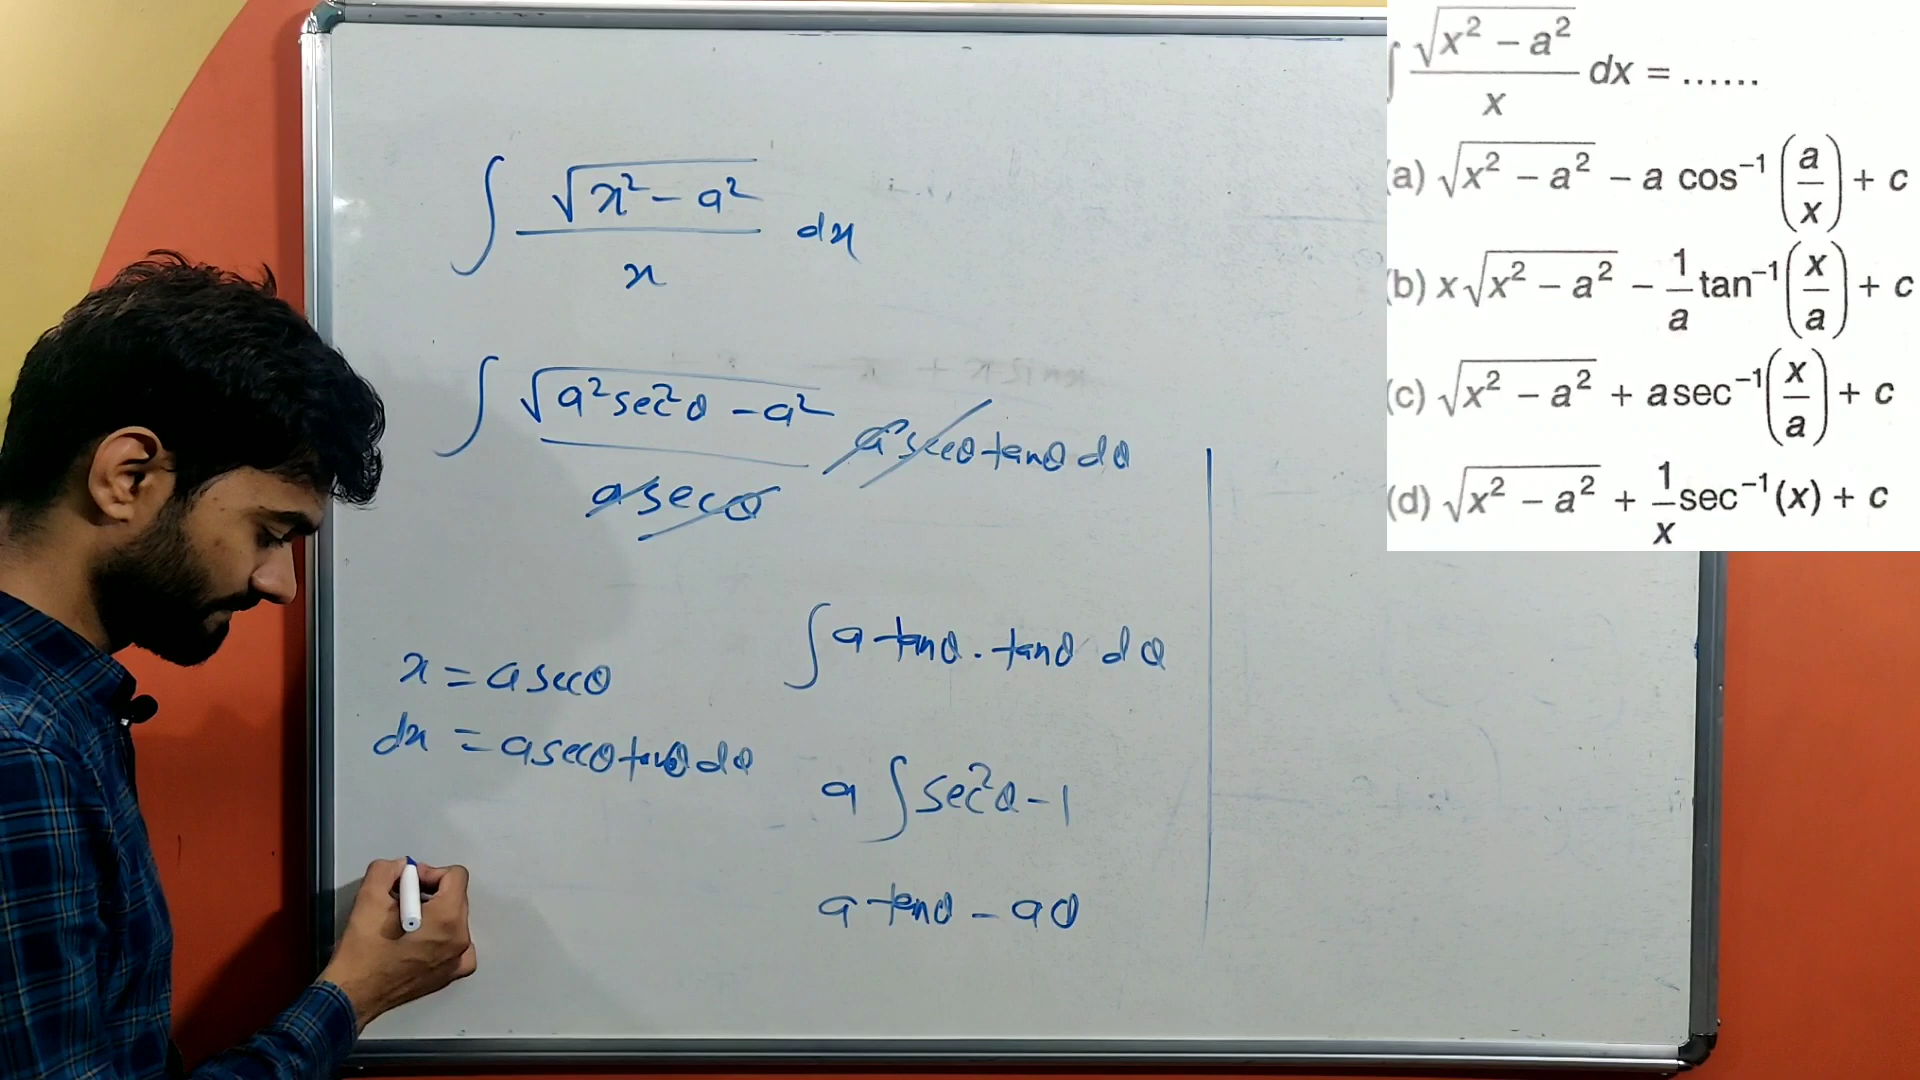 ∫ √(x² − a²) / x dx
∫ √(a² sec²θ − a²) / a secθ a secθ tanθ dθ
x = a secθ
dx = a secθ tanθ dθ
∫ a tanθ . tanθ dθ
a ∫ sec²θ − 1
a tanθ − aθ
∫ √(x² − a²) / x dx = ......
(a) √(x² − a²) − a cos⁻¹ (a/x) + c
(b) x√(x² − a²) − 1/a tan⁻¹ (x/a) + c
(c) √(x² − a²) + a sec⁻¹ (x/a) + c
(d) √(x² − a²) + 1/x sec⁻¹(x) + c